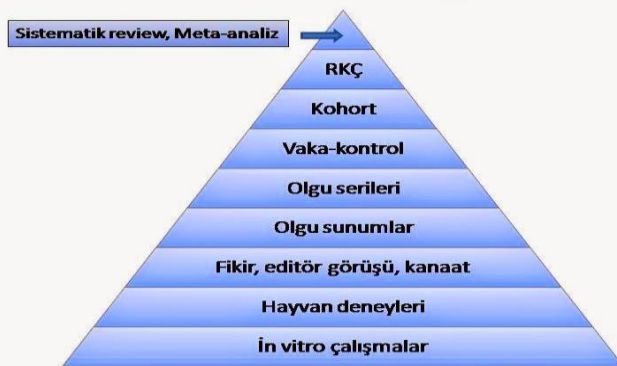 Sistematik review, Meta-analiz
RKÇ
Kohort
Vaka-kontrol
Olgu serileri
Olgu sunumlar
Fikir, editör görüşü, kanaat
Hayvan deneyleri
İn vitro çalışmalar